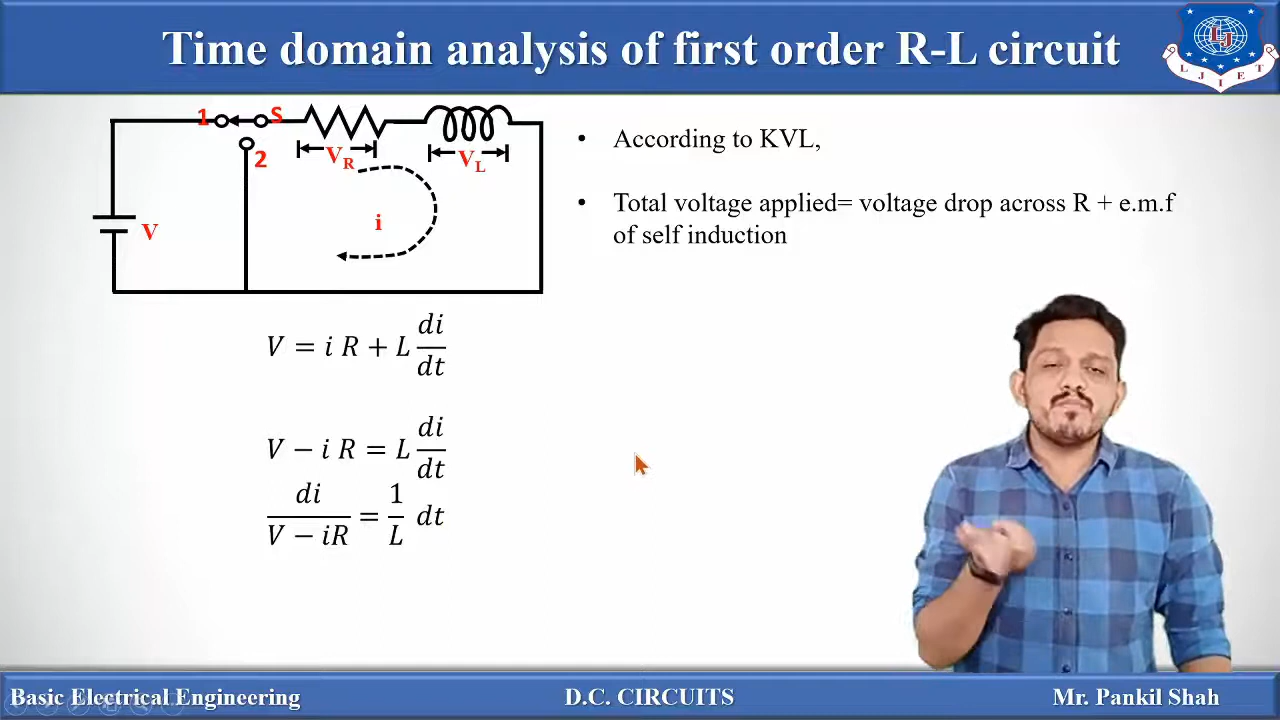 Time domain analysis of first order R-L circuit
L J I E T
LJ
1
S
2
V_R
V_L
V
i
• According to KVL,
• Total voltage applied= voltage drop across R + e.m.f
of self induction
V = i R + L di/dt
V − i R = L di/dt
di/(V − iR) = 1/L dt
Basic Electrical Engineering
D.C. CIRCUITS
Mr. Pankil Shah